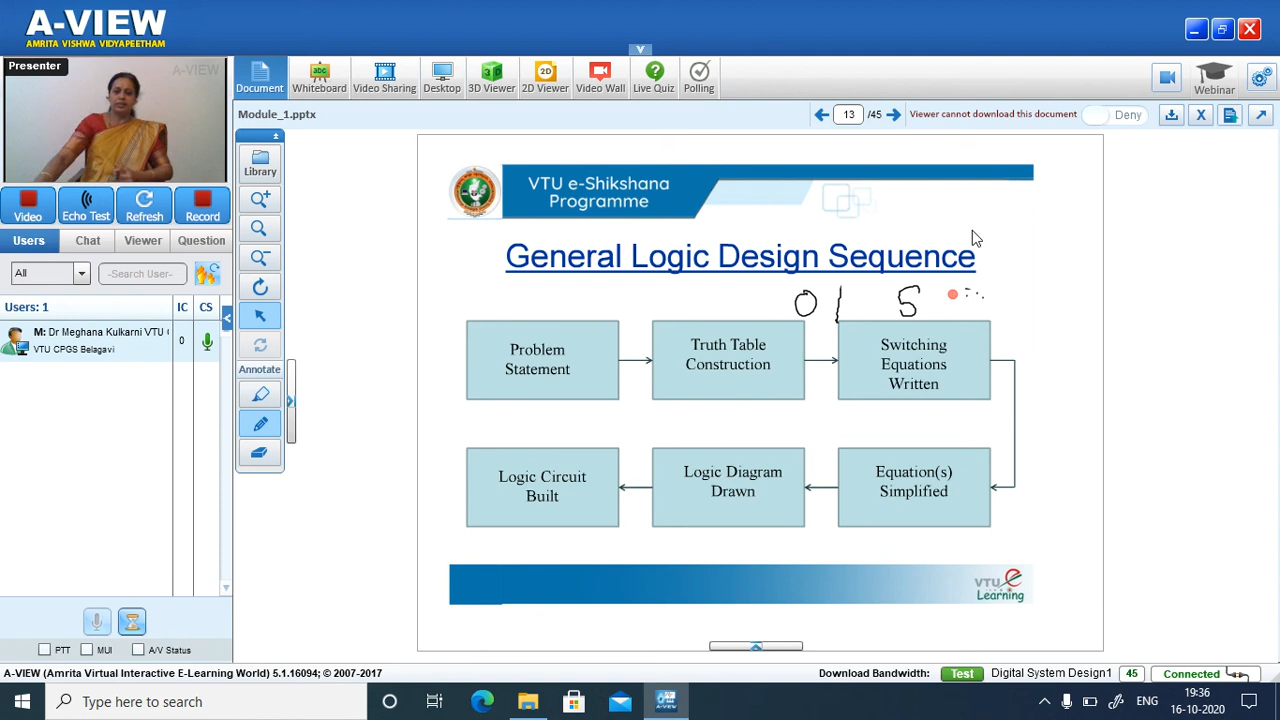 A-VIEW
AMRITA VISHWA VIDYAPEETHAM
Presenter
A-VIEW
Document
Whiteboard
abc
Video Sharing
Desktop
3D Viewer
3D
2D Viewer
2D
Video Wall
Live Quiz
Polling
Webinar
Module_1.pptx
13 /45
Viewer cannot download this document
Deny
Library
Video
Echo Test
Refresh
Record
Users
Chat
Viewer
Question
All
-Search User-
Users: 1
IC
CS
M: Dr Meghana Kulkarni VTU
0
VTU CPGS Belagavi
Annotate
VTU e-Shikshana
Programme
General Logic Design Sequence
0 1 5
Problem
Statement
Truth Table
Construction
Switching
Equations
Written
Logic Circuit
Built
Logic Diagram
Drawn
Equation(s)
Simplified
VTU e
Learning
PTT
MUI
A/V Status
A-VIEW (Amrita Virtual Interactive E-Learning World) 5.1.16094; © 2007-2017
Download Bandwidth:
Test
Digital System Design1
45
Connected
Type here to search
ENG
19:36
16-10-2020